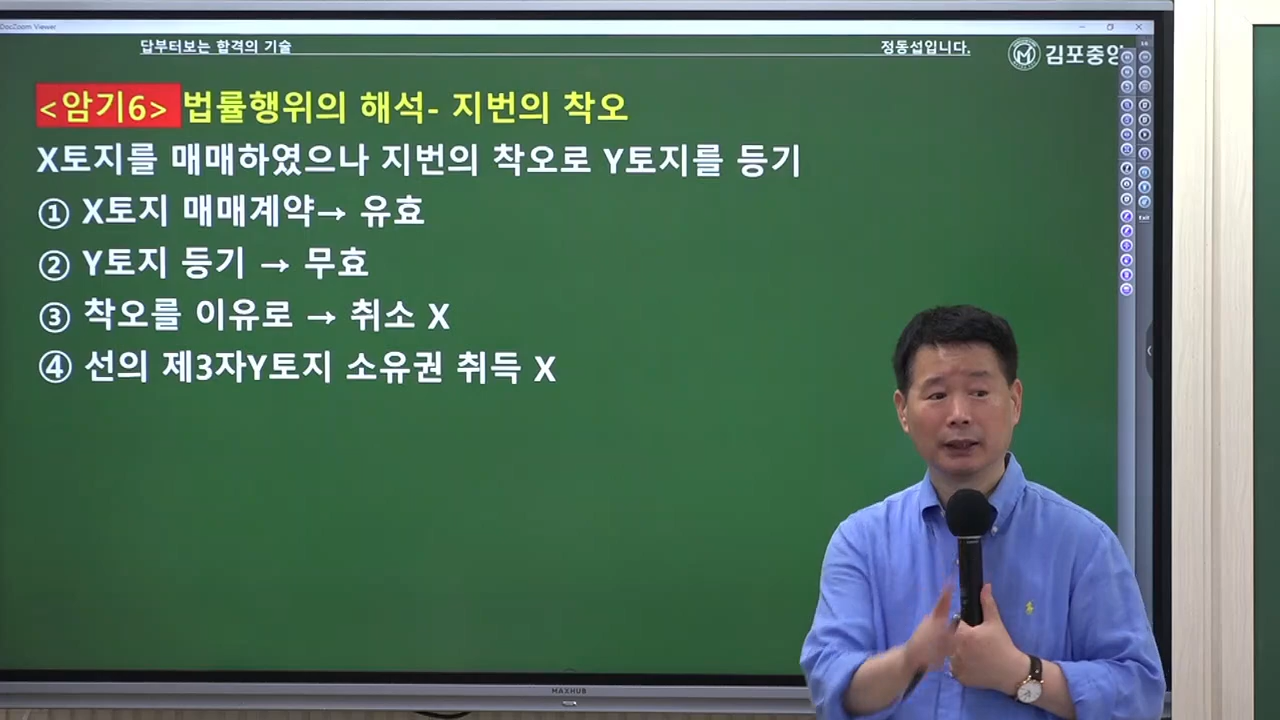 DocZoom Viewer
답부터보는 합격의 기술
정동섭입니다.
김포중앙
<암기6> 법률행위의 해석- 지번의 착오
X토지를 매매하였으나 지번의 착오로 Y토지를 등기
① X토지 매매계약→ 유효
② Y토지 등기 → 무효
③ 착오를 이유로 → 취소 X
④ 선의 제3자Y토지 소유권 취득 X
Exit
MAXHUB